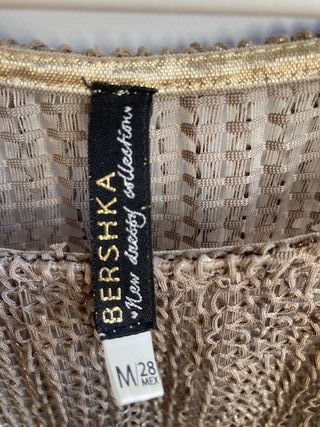 BERSHKA
"New dressy collection"
M 28
MEX